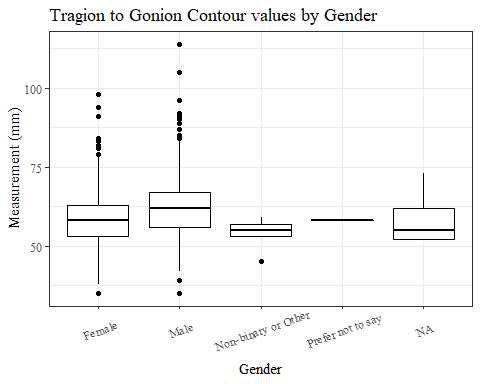 Tragion to Gonion Contour values by Gender
Measurement (mm)
100
75
50
Female
Male
Non-binary or Other
Prefer not to say
NA
Gender